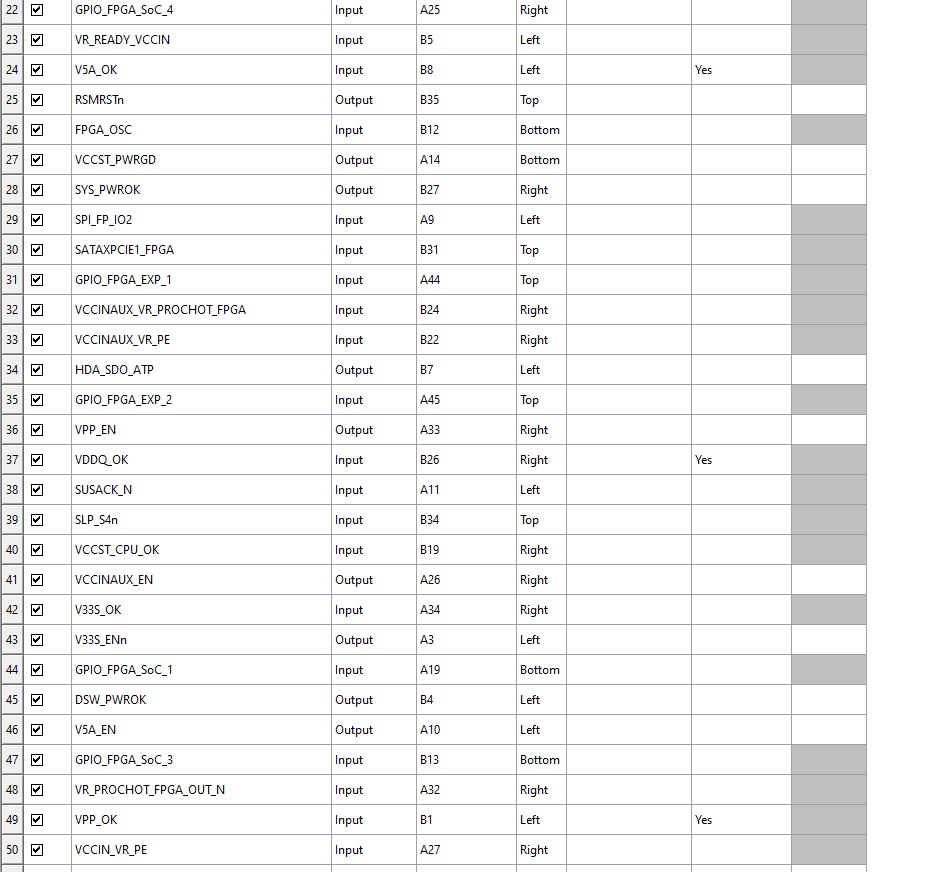 22 GPIO_FPGA_SoC_4 Input A25 Right
23 VR_READY_VCCIN Input B5 Left
24 V5A_OK Input B8 Left Yes
25 RSMRSTn Output B35 Top
26 FPGA_OSC Input B12 Bottom
27 VCCST_PWRGD Output A14 Bottom
28 SYS_PWROK Output B27 Right
29 SPI_FP_IO2 Input A9 Left
30 SATAXPCIE1_FPGA Input B31 Top
31 GPIO_FPGA_EXP_1 Input A44 Top
32 VCCINAUX_VR_PROCHOT_FPGA Input B24 Right
33 VCCINAUX_VR_PE Input B22 Right
34 HDA_SDO_ATP Output B7 Left
35 GPIO_FPGA_EXP_2 Input A45 Top
36 VPP_EN Output A33 Right
37 VDDQ_OK Input B26 Right Yes
38 SUSACK_N Input A11 Left
39 SLP_S4n Input B34 Top
40 VCCST_CPU_OK Input B19 Right
41 VCCINAUX_EN Output A26 Right
42 V33S_OK Input A34 Right
43 V33S_ENn Output A3 Left
44 GPIO_FPGA_SoC_1 Input A19 Bottom
45 DSW_PWROK Output B4 Left
46 V5A_EN Output A10 Left
47 GPIO_FPGA_SoC_3 Input B13 Bottom
48 VR_PROCHOT_FPGA_OUT_N Input A32 Right
49 VPP_OK Input B1 Left Yes
50 VCCIN_VR_PE Input A27 Right